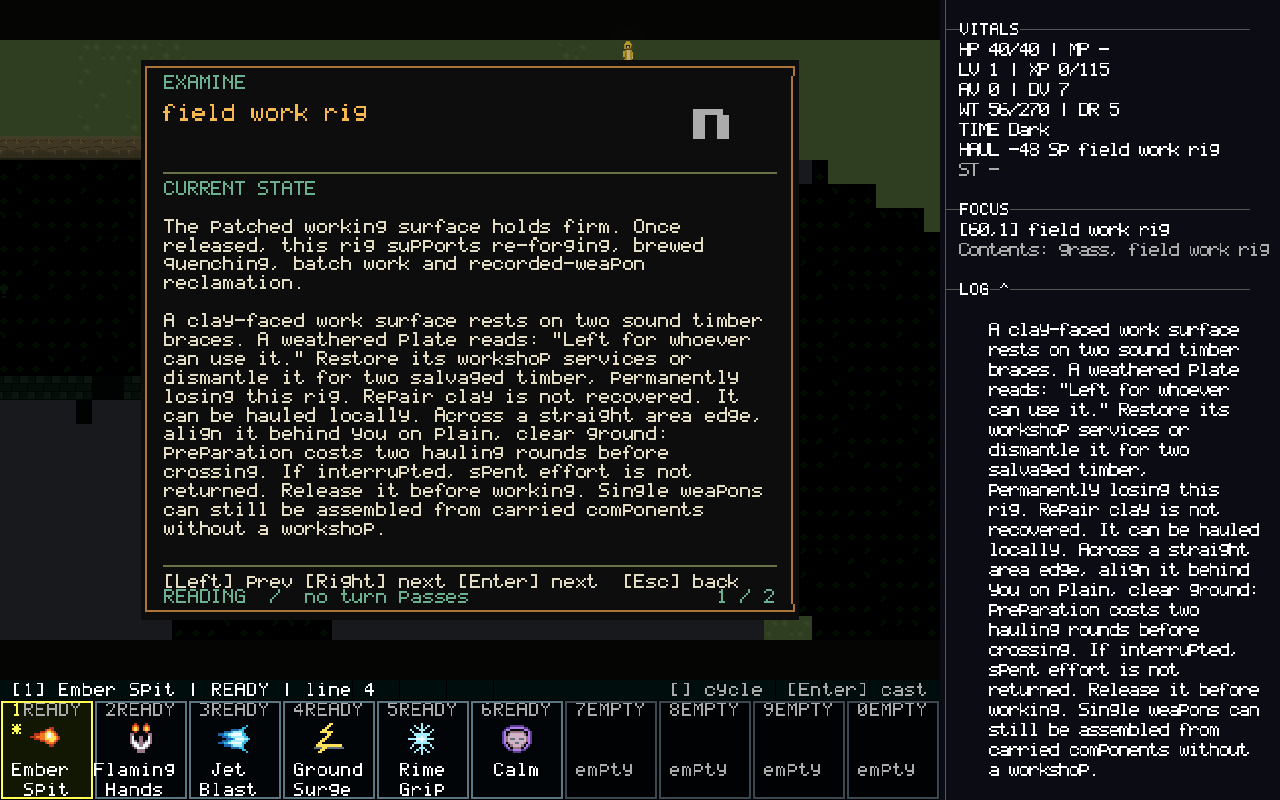 EXAMINE
field work rig
CURRENT STATE
The Patched working surface holds firm. Once
released, this rig supports re-forging, brewed
quenching, batch work and recorded-weapon
reclamation.
A clay-faced work surface rests on two sound timber
braces. A weathered Plate reads: "Left for whoever
can use it." Restore its workshop services or
dismantle it for two salvaged timber, Permanently
losing this rig. Repair clay is not recovered. It
can be hauled locally. Across a straight area edge,
align it behind you on Plain, clear ground:
Preparation costs two hauling rounds before
crossing. If interrupted, spent effort is not
returned. Release it before working. Single weapons
can still be assembled from carried components
without a workshop.
[Left] Prev [Right] next [Enter] next [Esc] back
READING / no turn Passes 1 / 2
VITALS
HP 40/40 | MP -
LV 1 | XP 0/115
AV 0 | DV 7
WT 56/270 | DR 5
TIME Dark
HAUL -48 SP field work rig
ST -
FOCUS
[60,1] field work rig
Contents: grass, field work rig
LOG ^
A clay-faced work surface
rests on two sound timber
braces. A weathered Plate
reads: "Left for whoever
can use it." Restore its
workshop services or
dismantle it for two
salvaged timber,
Permanently losing this
rig. Repair clay is not
recovered. It can be hauled
locally. Across a straight
area edge, align it behind
you on Plain, clear ground:
Preparation costs two
hauling rounds before
crossing. If interrupted,
spent effort is not
returned. Release it before
working. Single weapons can
still be assembled from
carried components without
a workshop.
[1] Ember Spit | READY | line 4 [] cycle [Enter] cast
1READY 2READY 3READY 4READY 5READY 6READY 7EMPTY 8EMPTY 9EMPTY 0EMPTY
*
Ember Flaming Jet Ground Rime Calm empty empty empty empty
Spit Hands Blast Surge Grip